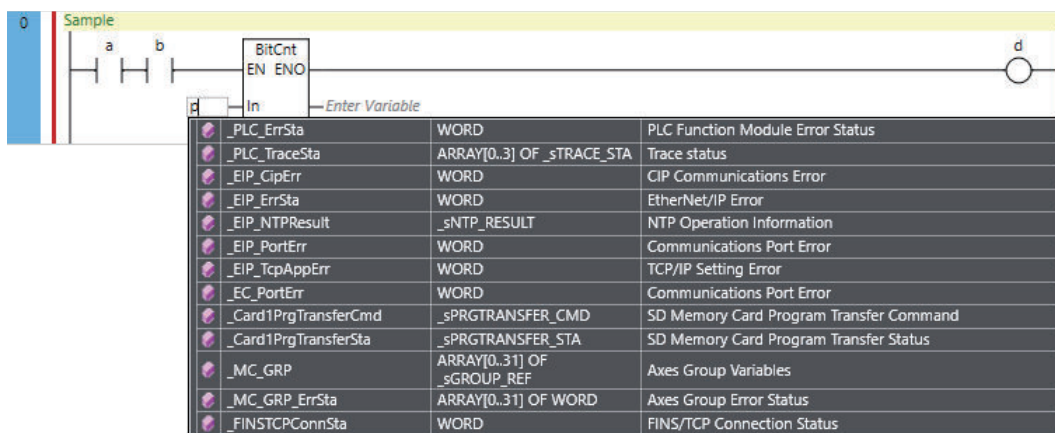 0 Sample
a b d
BitCnt
EN ENO
p In Enter Variable
_PLC_ErrSta WORD PLC Function Module Error Status
_PLC_TraceSta ARRAY[0..3] OF _sTRACE_STA Trace status
_EIP_CipErr WORD CIP Communications Error
_EIP_ErrSta WORD EtherNet/IP Error
_EIP_NTPResult _sNTP_RESULT NTP Operation Information
_EIP_PortErr WORD Communications Port Error
_EIP_TcpAppErr WORD TCP/IP Setting Error
_EC_PortErr WORD Communications Port Error
_Card1PrgTransferCmd _sPRGTRANSFER_CMD SD Memory Card Program Transfer Command
_Card1PrgTransferSta _sPRGTRANSFER_STA SD Memory Card Program Transfer Status
_MC_GRP ARRAY[0..31] OF _sGROUP_REF Axes Group Variables
_MC_GRP_ErrSta ARRAY[0..31] OF WORD Axes Group Error Status
_FINSTCPConnSta WORD FINS/TCP Connection Status